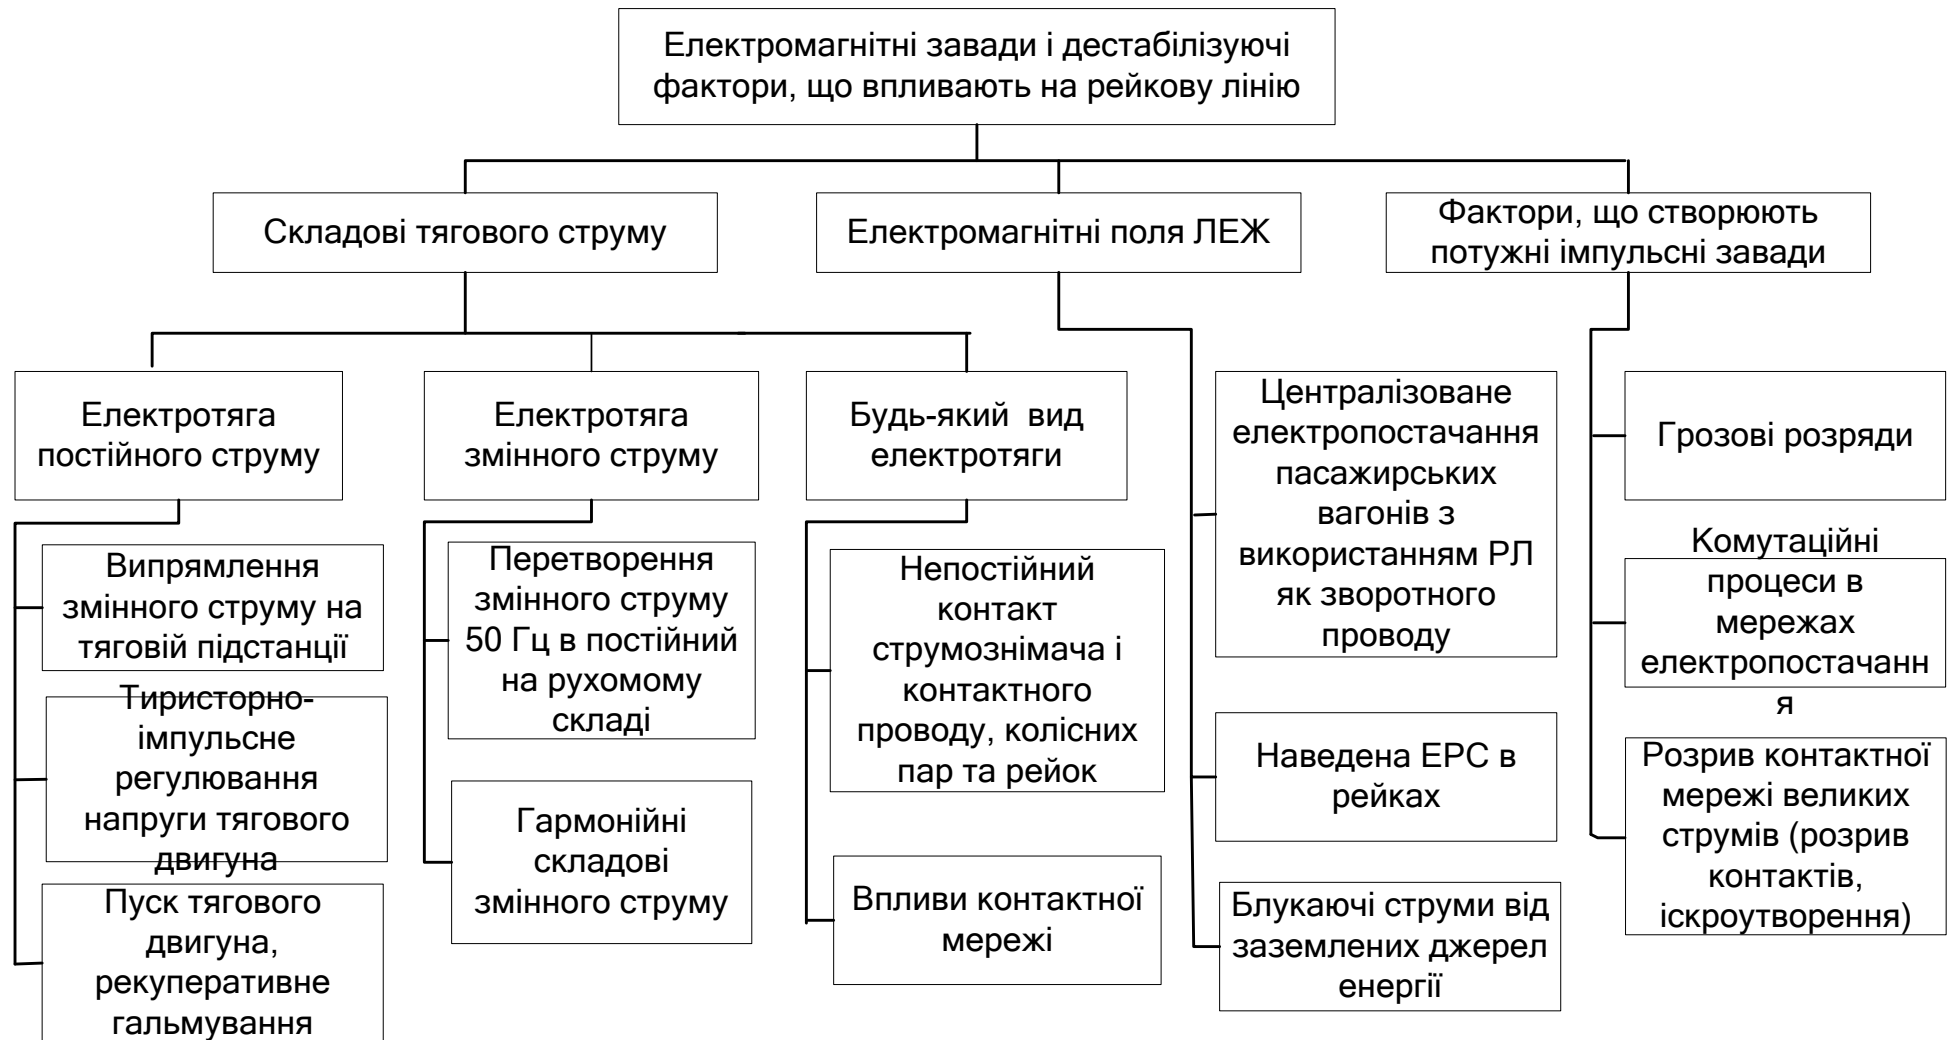 Електромагнітні завади і дестабілізуючі
фактори, що впливають на рейкову лінію
Складові тягового струму
Електромагнітні поля ЛЕЖ
Фактори, що створюють
потужні імпульсні завади
Електротяга
постійного струму
Електротяга
змінного струму
Будь-який вид
електротяги
Випрямлення
змінного струму на
тяговій підстанції
Тиристорно-
імпульсне
регулювання
напруги тягового
двигуна
Пуск тягового
двигуна,
рекуперативне
гальмування
Перетворення
змінного струму
50 Гц в постійний
на рухомому
складі
Гармонійні
складові
змінного струму
Непостійний
контакт
струмознімача і
контактного
проводу, колісних
пар та рейок
Впливи контактної
мережі
Централізоване
електропостачання
пасажирських
вагонів з
використанням РЛ
як зворотного
проводу
Наведена ЕРС в
рейках
Блукаючі струми від
заземлених джерел
енергії
Грозові розряди
Комутаційні
процеси в
мережах
електропостачанн
я
Розрив контактної
мережі великих
струмів (розрив
контактів,
іскроутворення)